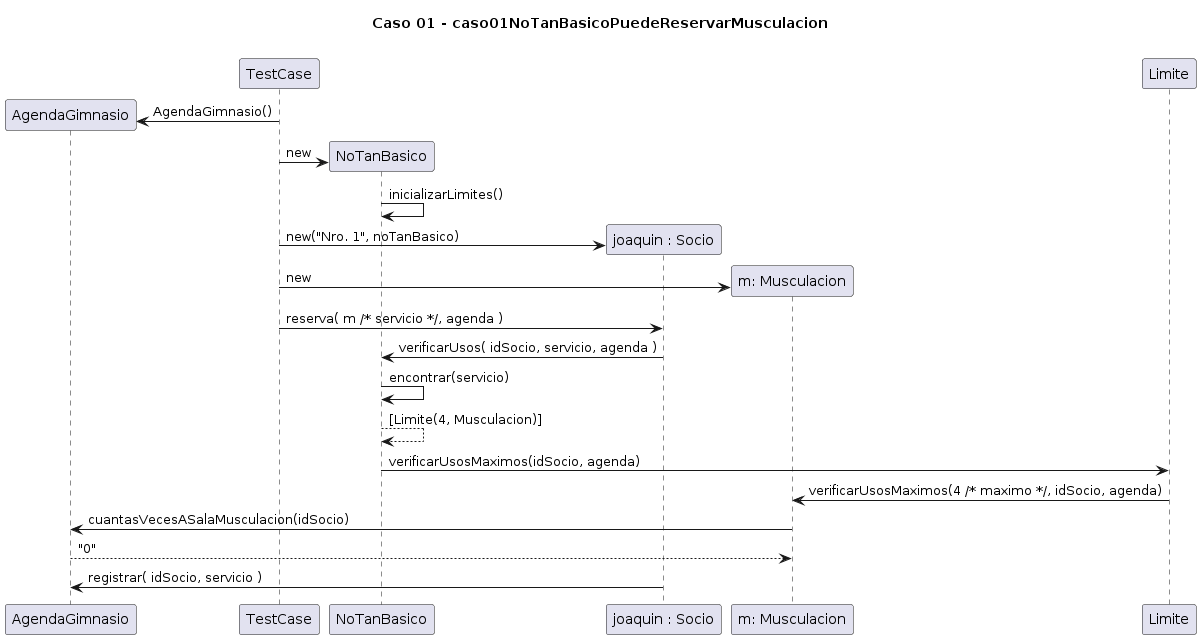 Caso 01 - caso01NoTanBasicoPuedeReservarMusculacion
TestCase
Limite
AgendaGimnasio
AgendaGimnasio()
new
NoTanBasico
inicializarLimites()
new("Nro. 1", noTanBasico)
joaquin : Socio
new
m: Musculacion
reserva( m /* servicio */, agenda )
verificarUsos( idSocio, servicio, agenda )
encontrar(servicio)
[Limite(4, Musculacion)]
verificarUsosMaximos(idSocio, agenda)
verificarUsosMaximos(4 /* maximo */, idSocio, agenda)
cuantasVecesASalaMusculacion(idSocio)
"0"
registrar( idSocio, servicio )
AgendaGimnasio
TestCase
NoTanBasico
joaquin : Socio
m: Musculacion
Limite